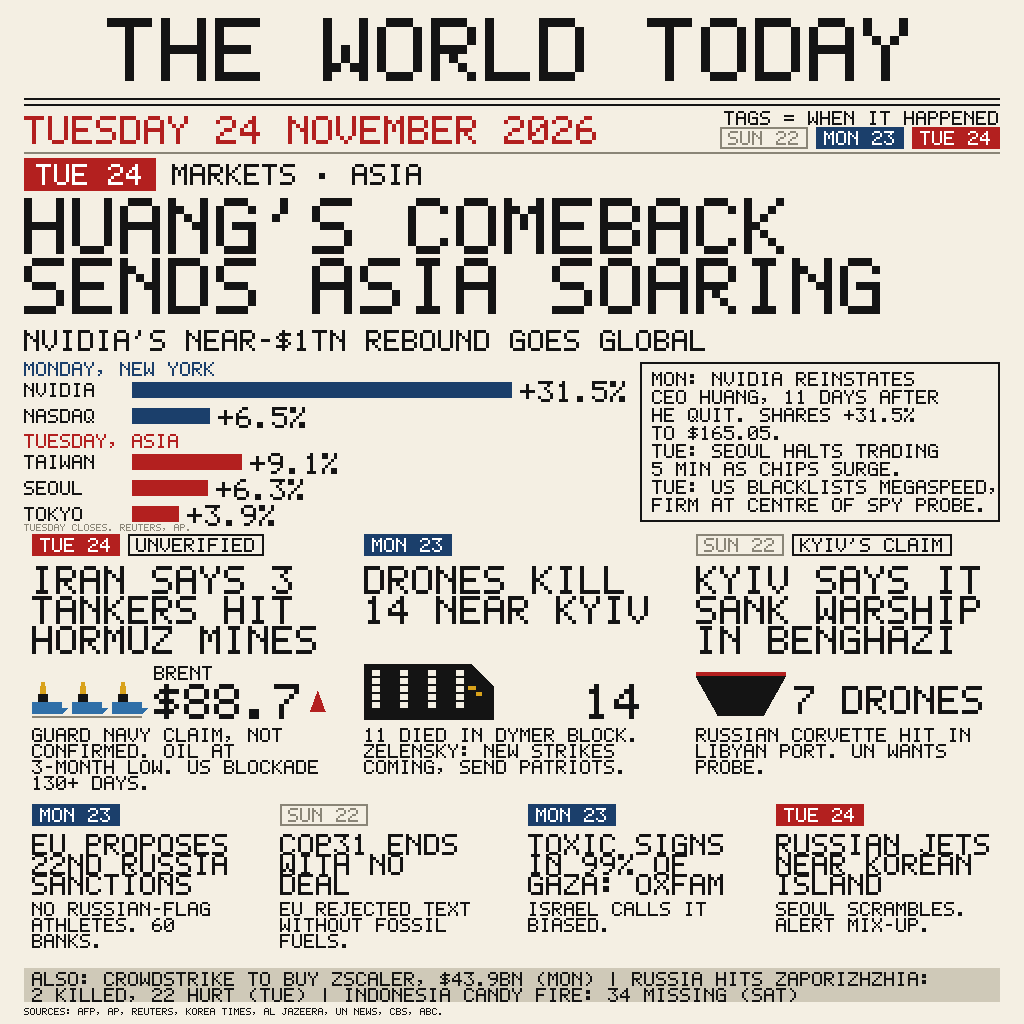 THE WORLD TODAY
TUESDAY 24 NOVEMBER 2026
TAGS = WHEN IT HAPPENED
SUN 22 MON 23 TUE 24
TUE 24 MARKETS · ASIA
HUANG'S COMEBACK
SENDS ASIA SOARING
NVIDIA'S NEAR-$1TN REBOUND GOES GLOBAL
MONDAY, NEW YORK
NVIDIA +31.5%
NASDAQ +6.5%
TUESDAY, ASIA
TAIWAN +9.1%
SEOUL +6.3%
TOKYO +3.9%
TUESDAY CLOSES. REUTERS, AP.
MON: NVIDIA REINSTATES
CEO HUANG, 11 DAYS AFTER
HE QUIT. SHARES +31.5%
TO $165.05.
TUE: SEOUL HALTS TRADING
5 MIN AS CHIPS SURGE.
TUE: US BLACKLISTS MEGASPEED,
FIRM AT CENTRE OF SPY PROBE.
TUE 24 UNVERIFIED
IRAN SAYS 3
TANKERS HIT
HORMUZ MINES
BRENT
$88.7
GUARD NAVY CLAIM, NOT
CONFIRMED. OIL AT
3-MONTH LOW. US BLOCKADE
130+ DAYS.
MON 23
DRONES KILL
14 NEAR KYIV
14
11 DIED IN DYMER BLOCK.
ZELENSKY: NEW STRIKES
COMING, SEND PATRIOTS.
SUN 22 KYIV'S CLAIM
KYIV SAYS IT
SANK WARSHIP
IN BENGHAZI
7 DRONES
RUSSIAN CORVETTE HIT IN
LIBYAN PORT. UN WANTS
PROBE.
MON 23
EU PROPOSES
22ND RUSSIA
SANCTIONS
NO RUSSIAN-FLAG
ATHLETES. 60
BANKS.
SUN 22
COP31 ENDS
WITH NO
DEAL
EU REJECTED TEXT
WITHOUT FOSSIL
FUELS.
MON 23
TOXIC SIGNS
IN 99% OF
GAZA: OXFAM
ISRAEL CALLS IT
BIASED.
TUE 24
RUSSIAN JETS
NEAR KOREAN
ISLAND
SEOUL SCRAMBLES.
ALERT MIX-UP.
ALSO: CROWDSTRIKE TO BUY ZSCALER, $43.9BN (MON) | RUSSIA HITS ZAPORIZHZHIA:
2 KILLED, 22 HURT (TUE) | INDONESIA CANDY FIRE: 34 MISSING (SAT)
SOURCES: AFP, AP, REUTERS, KOREA TIMES, AL JAZEERA, UN NEWS, CBS, ABC.